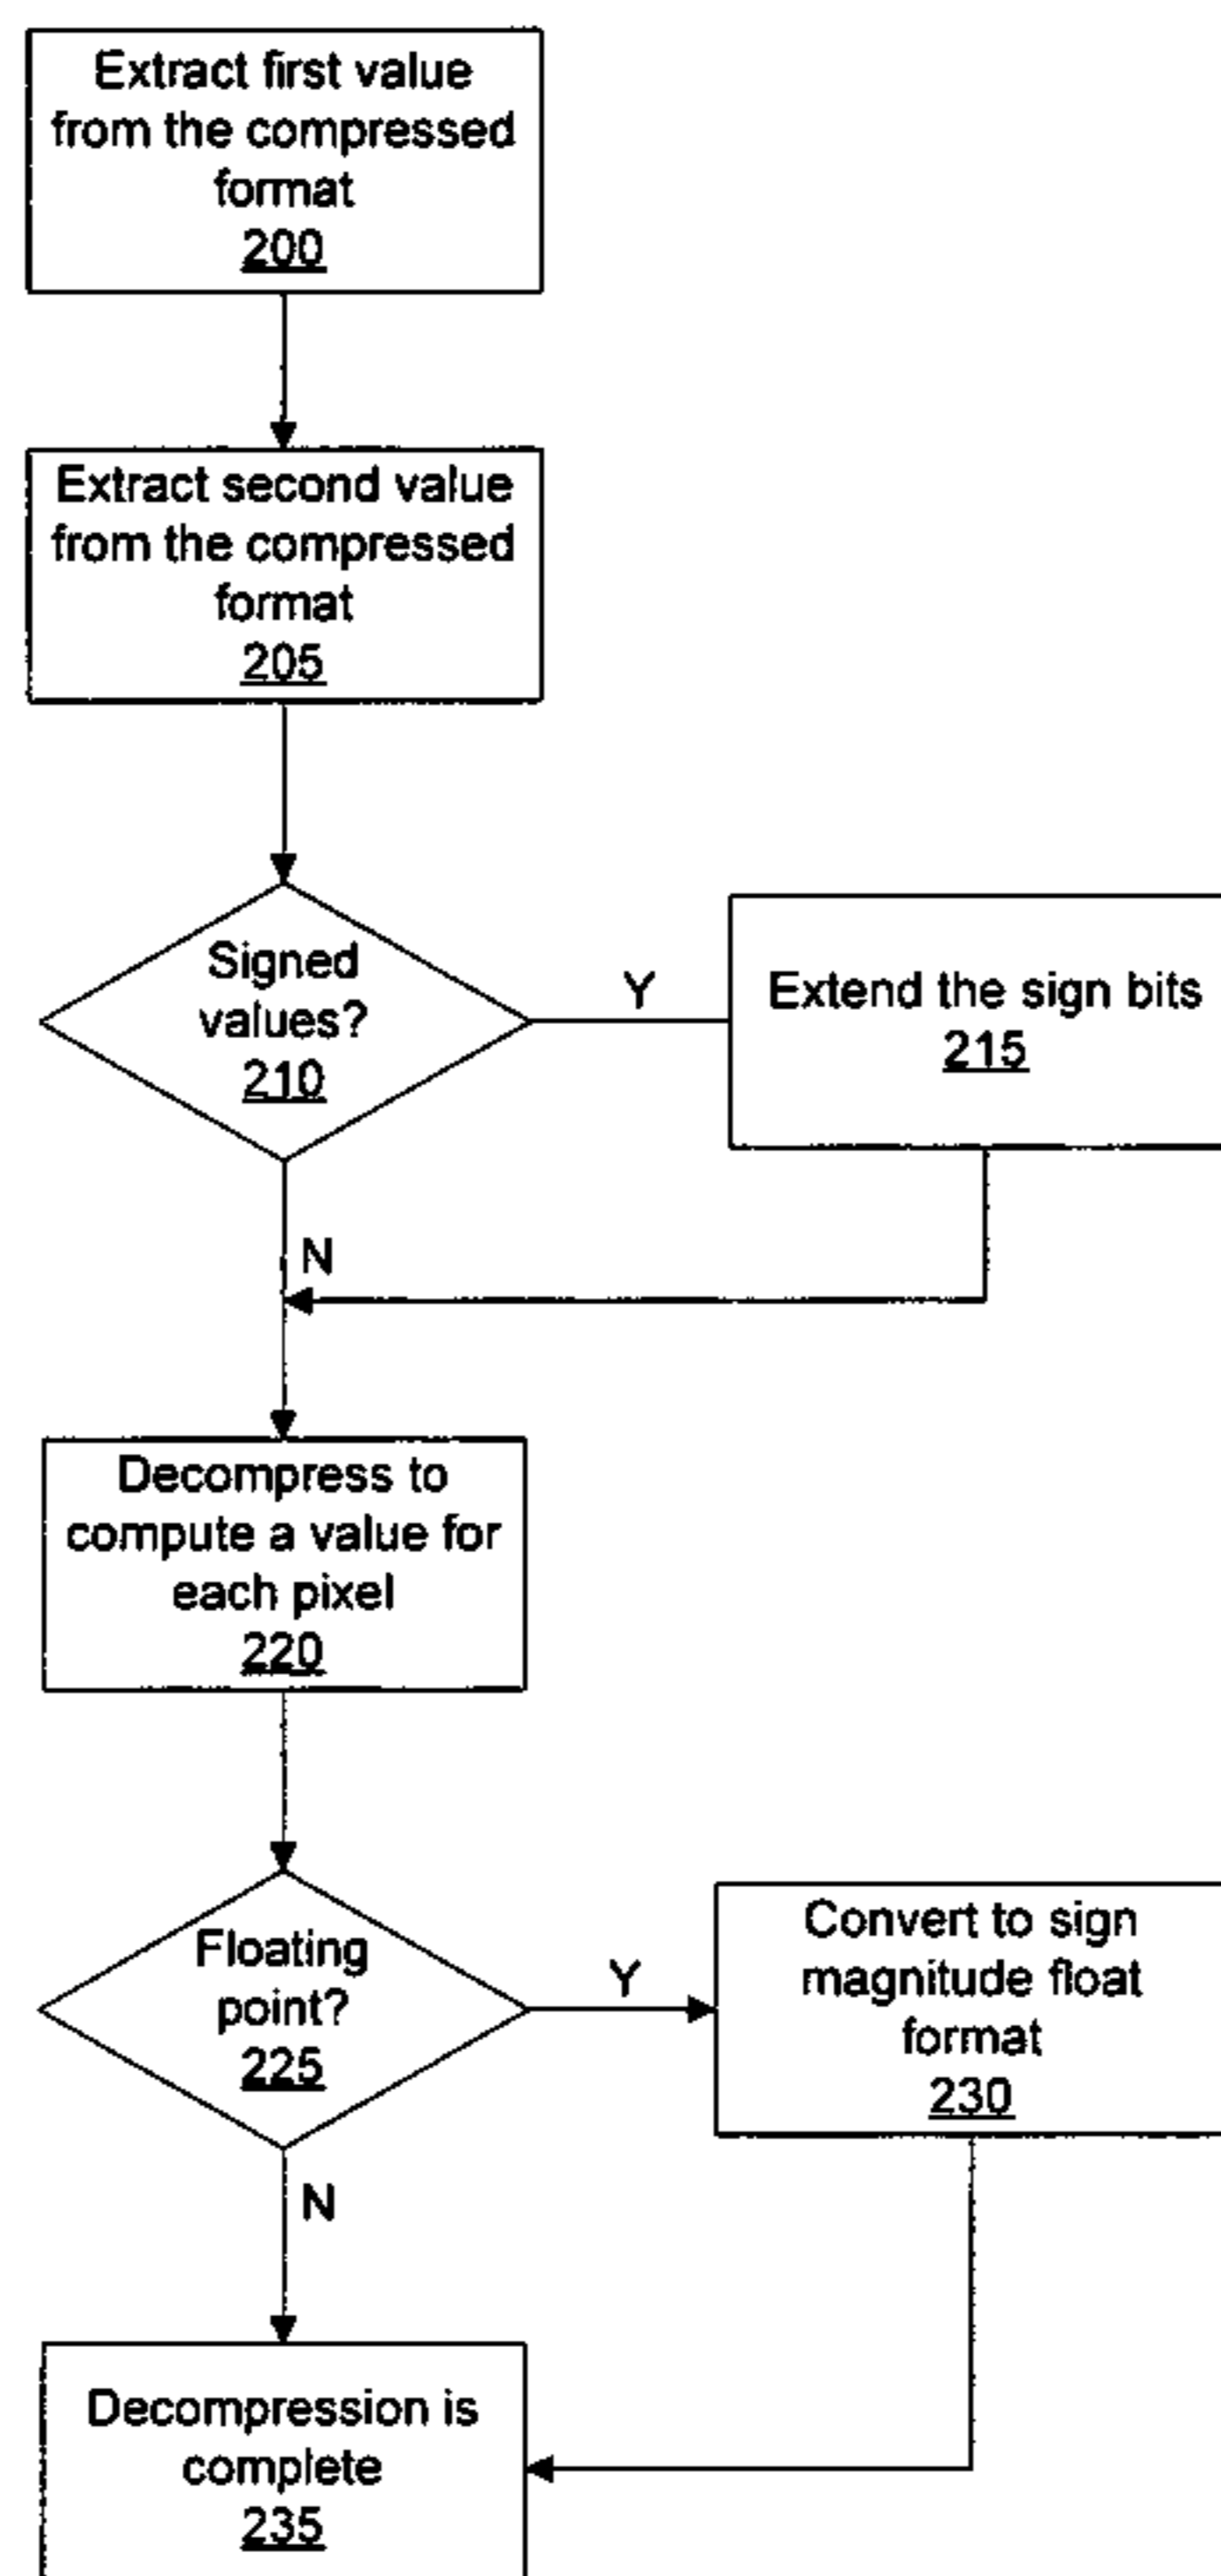 Extract first value
from the compressed
format
200
Extract second value
from the compressed
format
205
Signed
values?
210
Y
Extend the sign bits
215
N
Decompress to
compute a value for
each pixel
220
Floating
point?
225
Y
Convert to sign
magnitude float
format
230
N
Decompression is
complete
235